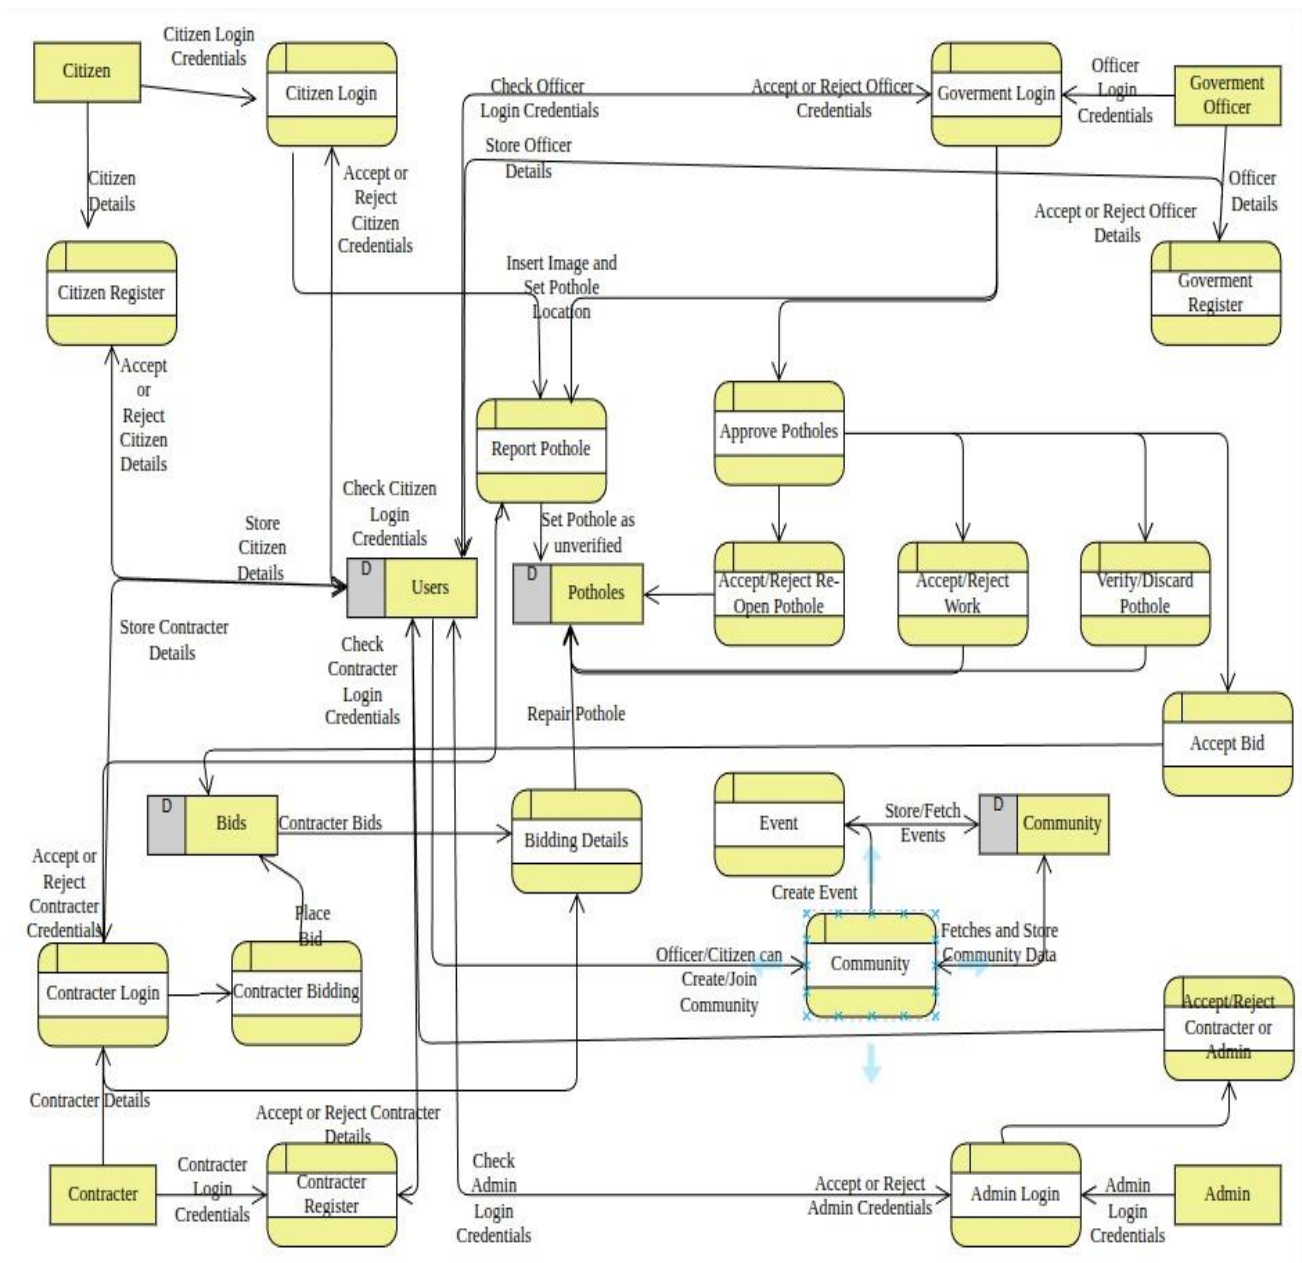 Citizen
Citizen Login
Credentials
Citizen Login
Check Officer
Login Credentials
Accept or Reject Officer
Credentials
Goverment Login
Officer
Login
Credentials
Goverment
Officer
Store Officer
Details
Citizen
Details
Accept or
Reject
Citizen
Credentials
Officer
Details
Accept or Reject Officer
Details
Citizen Register
Insert Image and
Set Pothole
Location
Goverment
Register
Accept
or
Reject
Citizen
Details
Report Pothole
Approve Potholes
Check Citizen
Login
Credentials
Store
Citizen
Details
Set Pothole as
unverified
D
Users
D
Potholes
Accept/Reject Re-
Open Pothole
Accept/Reject
Work
Verify/Discard
Pothole
Store Contracter
Details
Check
Contracter
Login
Credentials
Repair Pothole
Accept Bid
D
Bids
Contracter Bids
Bidding Details
Event
Store/Fetch
Events
D
Community
Accept or
Reject
Contracter
Credentials
Place
Bid
Create Event
Contracter Login
Contracter Bidding
Officer/Citizen can
Create/Join
Community
Community
Fetches and Store
Community Data
Accept/Reject
Contracter or
Admin
Contracter Details
Accept or Reject Contracter
Details
Contracter
Contracter
Login
Credentials
Contracter
Register
Check
Admin
Login
Credentials
Accept or Reject
Admin Credentials
Admin Login
Admin
Login
Credentials
Admin